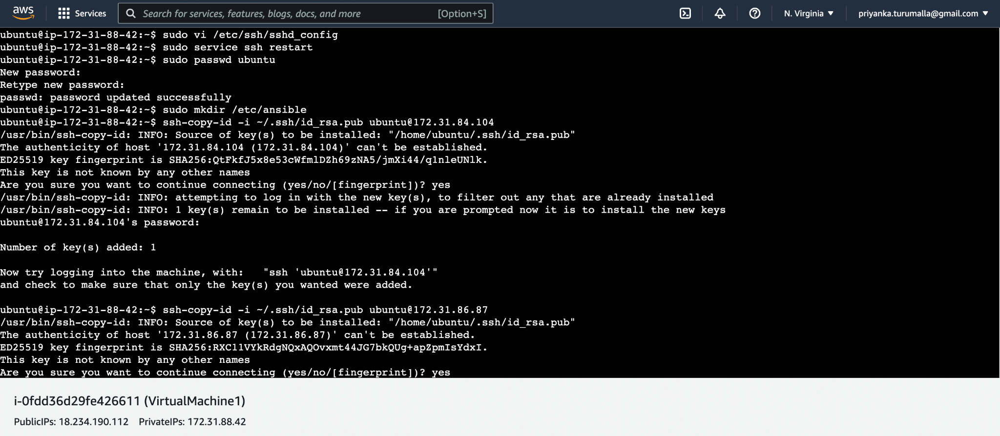 aws Services Search for services, features, blogs, docs, and more [Option+S] N. Virginia priyanka.turumalla@gmail.com
ubuntu@ip-172-31-88-42:~$ sudo vi /etc/ssh/sshd_config
ubuntu@ip-172-31-88-42:~$ sudo service ssh restart
ubuntu@ip-172-31-88-42:~$ sudo passwd ubuntu
New password:
Retype new password:
passwd: password updated successfully
ubuntu@ip-172-31-88-42:~$ sudo mkdir /etc/ansible
ubuntu@ip-172-31-88-42:~$ ssh-copy-id -i ~/.ssh/id_rsa.pub ubuntu@172.31.84.104
/usr/bin/ssh-copy-id: INFO: Source of key(s) to be installed: "/home/ubuntu/.ssh/id_rsa.pub"
The authenticity of host '172.31.84.104 (172.31.84.104)' can't be established.
ED25519 key fingerprint is SHA256:QtFkfJ5x8e53cWfmlDZh69zNA5/jmXi44/q1nleUNlk.
This key is not known by any other names
Are you sure you want to continue connecting (yes/no/[fingerprint])? yes
/usr/bin/ssh-copy-id: INFO: attempting to log in with the new key(s), to filter out any that are already installed
/usr/bin/ssh-copy-id: INFO: 1 key(s) remain to be installed -- if you are prompted now it is to install the new keys
ubuntu@172.31.84.104's password:
Number of key(s) added: 1
Now try logging into the machine, with:   "ssh 'ubuntu@172.31.84.104'"
and check to make sure that only the key(s) you wanted were added.
ubuntu@ip-172-31-88-42:~$ ssh-copy-id -i ~/.ssh/id_rsa.pub ubuntu@172.31.86.87
/usr/bin/ssh-copy-id: INFO: Source of key(s) to be installed: "/home/ubuntu/.ssh/id_rsa.pub"
The authenticity of host '172.31.86.87 (172.31.86.87)' can't be established.
ED25519 key fingerprint is SHA256:RXC11VYkRdgNQxAQOvxmt44JG7bkQUg+apZpmIsYdxI.
This key is not known by any other names
Are you sure you want to continue connecting (yes/no/[fingerprint])? yes
i-0fdd36d29fe426611 (VirtualMachine1)
PublicIPs: 18.234.190.112 PrivateIPs: 172.31.88.42